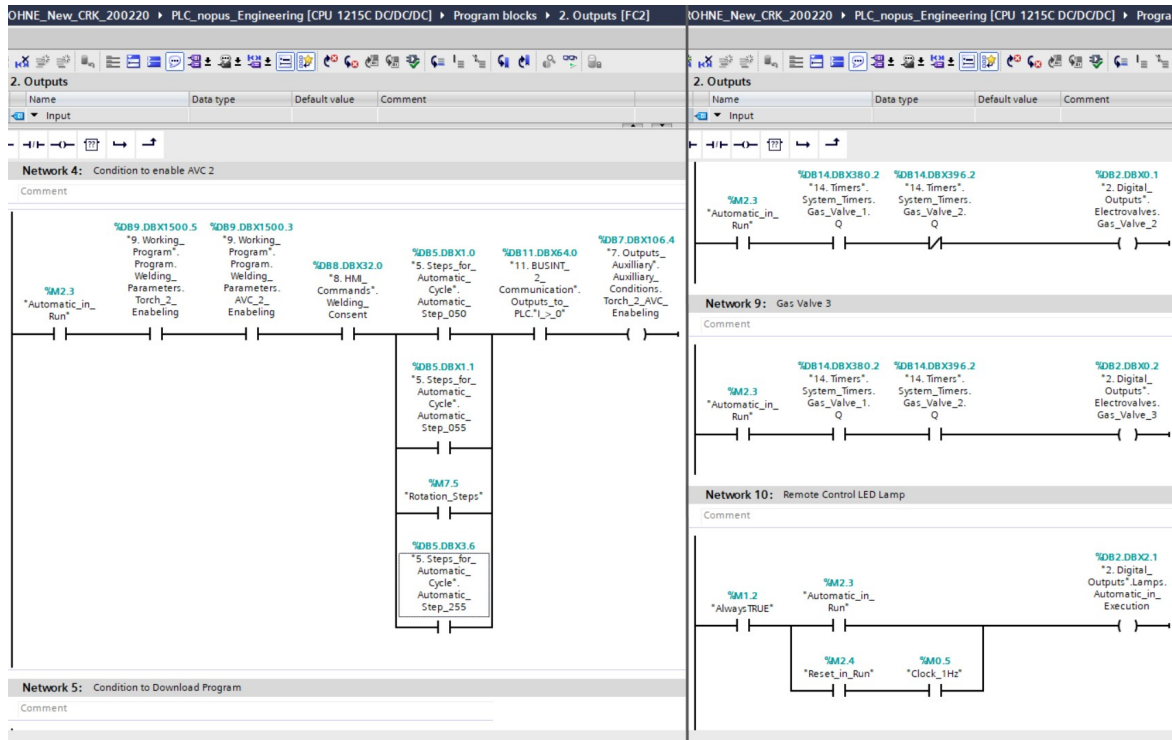 OHNE_New_CRK_200220 ▸ PLC_nopus_Engineering [CPU 1215C DC/DC/DC] ▸ Program blocks ▸ 2. Outputs [FC2]
2. Outputs
Name Data type Default value Comment
Input
Network 4: Condition to enable AVC 2
Comment
%M2.3
"Automatic_in_
Run"
%DB9.DBX1500.5
"9. Working_
Program".
Program.
Welding_
Parameters.
Torch_2_
Enabeling
%DB9.DBX1500.3
"9. Working_
Program".
Program.
Welding_
Parameters.
AVC_2_
Enabeling
%DB8.DBX32.0
"8. HMI_
Commands".
Welding_
Consent
%DB5.DBX1.0
"5. Steps_for_
Automatic_
Cycle".
Automatic_
Step_050
%DB11.DBX64.0
"11. BUSINT_
2_
Communication".
Outputs_to_
PLC."I_>_0"
%DB7.DBX106.4
"7. Outputs_
Auxilliary".
Auxilliary_
Conditions.
Torch_2_AVC_
Enabeling
%DB5.DBX1.1
"5. Steps_for_
Automatic_
Cycle".
Automatic_
Step_055
%M7.5
"Rotation_Steps"
%DB5.DBX3.6
"5. Steps_for_
Automatic_
Cycle".
Automatic_
Step_255
Network 5: Condition to Download Program
Comment
OHNE_New_CRK_200220 ▸ PLC_nopus_Engineering [CPU 1215C DC/DC/DC] ▸ Progra
2. Outputs
Name Data type Default value Comment
Input
%M2.3
"Automatic_in_
Run"
%DB14.DBX380.2
"14. Timers".
System_Timers.
Gas_Valve_1.
Q
%DB14.DBX396.2
"14. Timers".
System_Timers.
Gas_Valve_2.
Q
%DB2.DBX0.1
"2. Digital_
Outputs".
Electrovalves.
Gas_Valve_2
Network 9: Gas Valve 3
Comment
%M2.3
"Automatic_in_
Run"
%DB14.DBX380.2
"14. Timers".
System_Timers.
Gas_Valve_1.
Q
%DB14.DBX396.2
"14. Timers".
System_Timers.
Gas_Valve_2.
Q
%DB2.DBX0.2
"2. Digital_
Outputs".
Electrovalves.
Gas_Valve_3
Network 10: Remote Control LED Lamp
Comment
%M1.2
"AlwaysTRUE"
%M2.3
"Automatic_in_
Run"
%DB2.DBX2.1
"2. Digital_
Outputs".Lamps.
Automatic_in_
Execution
%M2.4
"Reset_in_Run"
%M0.5
"Clock_1Hz"